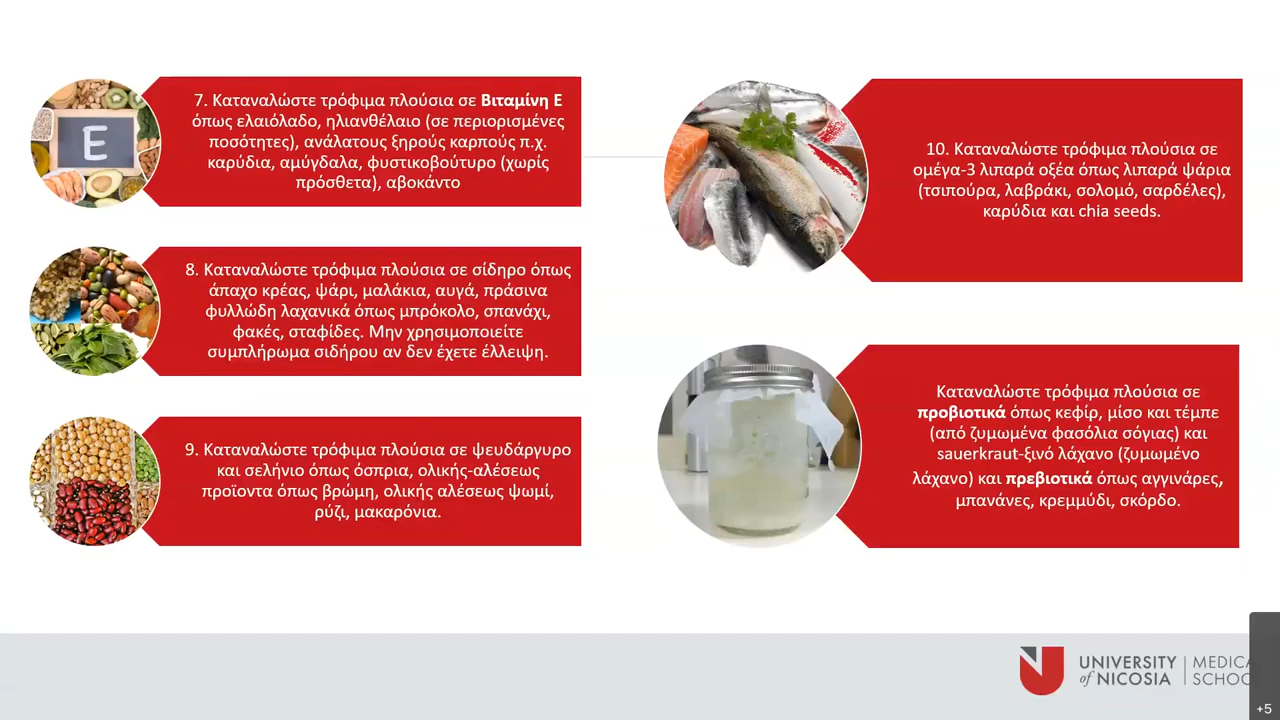 E
7. Καταναλώστε τρόφιμα πλούσια σε Βιταμίνη Ε
όπως ελαιόλαδο, ηλιανθέλαιο (σε περιορισμένες
ποσότητες), ανάλατους ξηρούς καρπούς π.χ.
καρύδια, αμύγδαλα, φυστικοβούτυρο (χωρίς
πρόσθετα), αβοκάντο
8. Καταναλώστε τρόφιμα πλούσια σε σίδηρο όπως
άπαχο κρέας, ψάρι, μαλάκια, αυγά, πράσινα
φυλλώδη λαχανικά όπως μπρόκολο, σπανάχι,
φακές, σταφίδες. Μην χρησιμοποιείτε
συμπλήρωμα σιδήρου αν δεν έχετε έλλειψη.
9. Καταναλώστε τρόφιμα πλούσια σε ψευδάργυρο
και σελήνιο όπως όσπρια, ολικής-αλέσεως
προϊοντα όπως βρώμη, ολικής αλέσεως ψωμί,
ρύζι, μακαρόνια.
10. Καταναλώστε τρόφιμα πλούσια σε
ομέγα-3 λιπαρά οξέα όπως λιπαρά ψάρια
(τσιπούρα, λαβράκι, σολομό, σαρδέλες),
καρύδια και chia seeds.
Καταναλώστε τρόφιμα πλούσια σε
προβιοτικά όπως κεφίρ, μίσο και τέμπε
(από ζυμωμένα φασόλια σόγιας) και
sauerkraut-ξινό λάχανο (ζυμωμένο
λάχανο) και πρεβιοτικά όπως αγγινάρες,
μπανάνες, κρεμμύδι, σκόρδο.
UNIVERSITY of NICOSIA
MEDICAL SCHOOL
+5